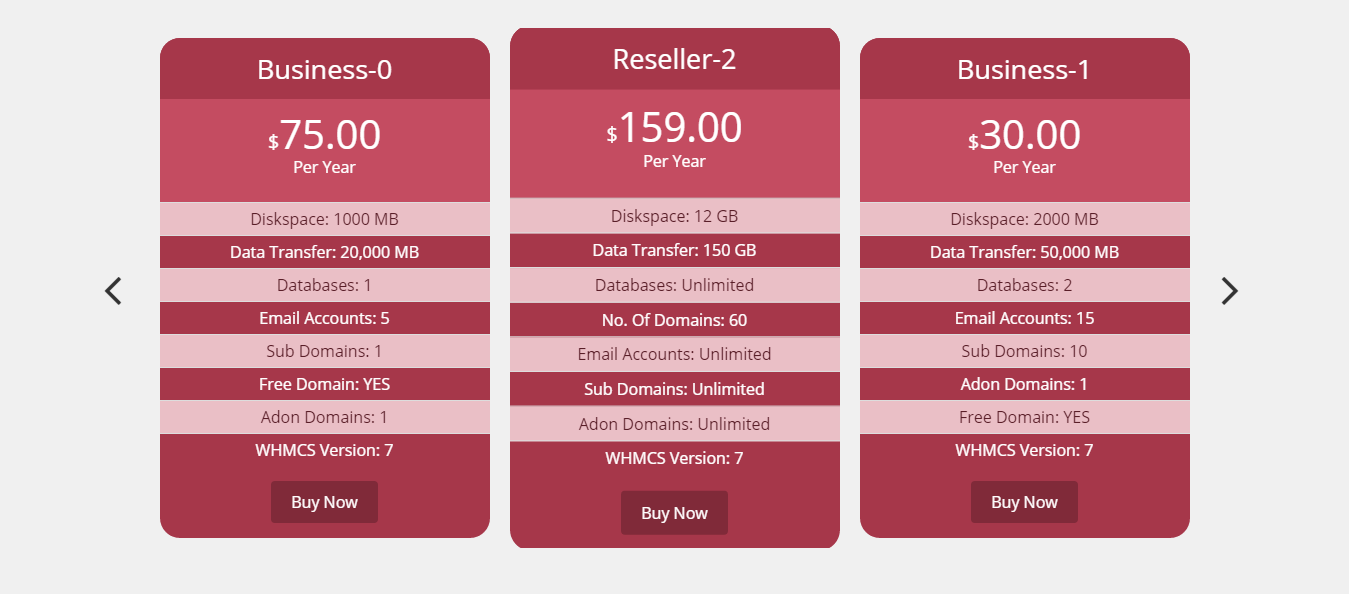 Business-0
$75.00
Per Year
Diskspace: 1000 MB
Data Transfer: 20,000 MB
Databases: 1
Email Accounts: 5
Sub Domains: 1
Free Domain: YES
Adon Domains: 1
WHMCS Version: 7
Buy Now
Reseller-2
$159.00
Per Year
Diskspace: 12 GB
Data Transfer: 150 GB
Databases: Unlimited
No. Of Domains: 60
Email Accounts: Unlimited
Sub Domains: Unlimited
Adon Domains: Unlimited
WHMCS Version: 7
Buy Now
Business-1
$30.00
Per Year
Diskspace: 2000 MB
Data Transfer: 50,000 MB
Databases: 2
Email Accounts: 15
Sub Domains: 10
Adon Domains: 1
Free Domain: YES
WHMCS Version: 7
Buy Now